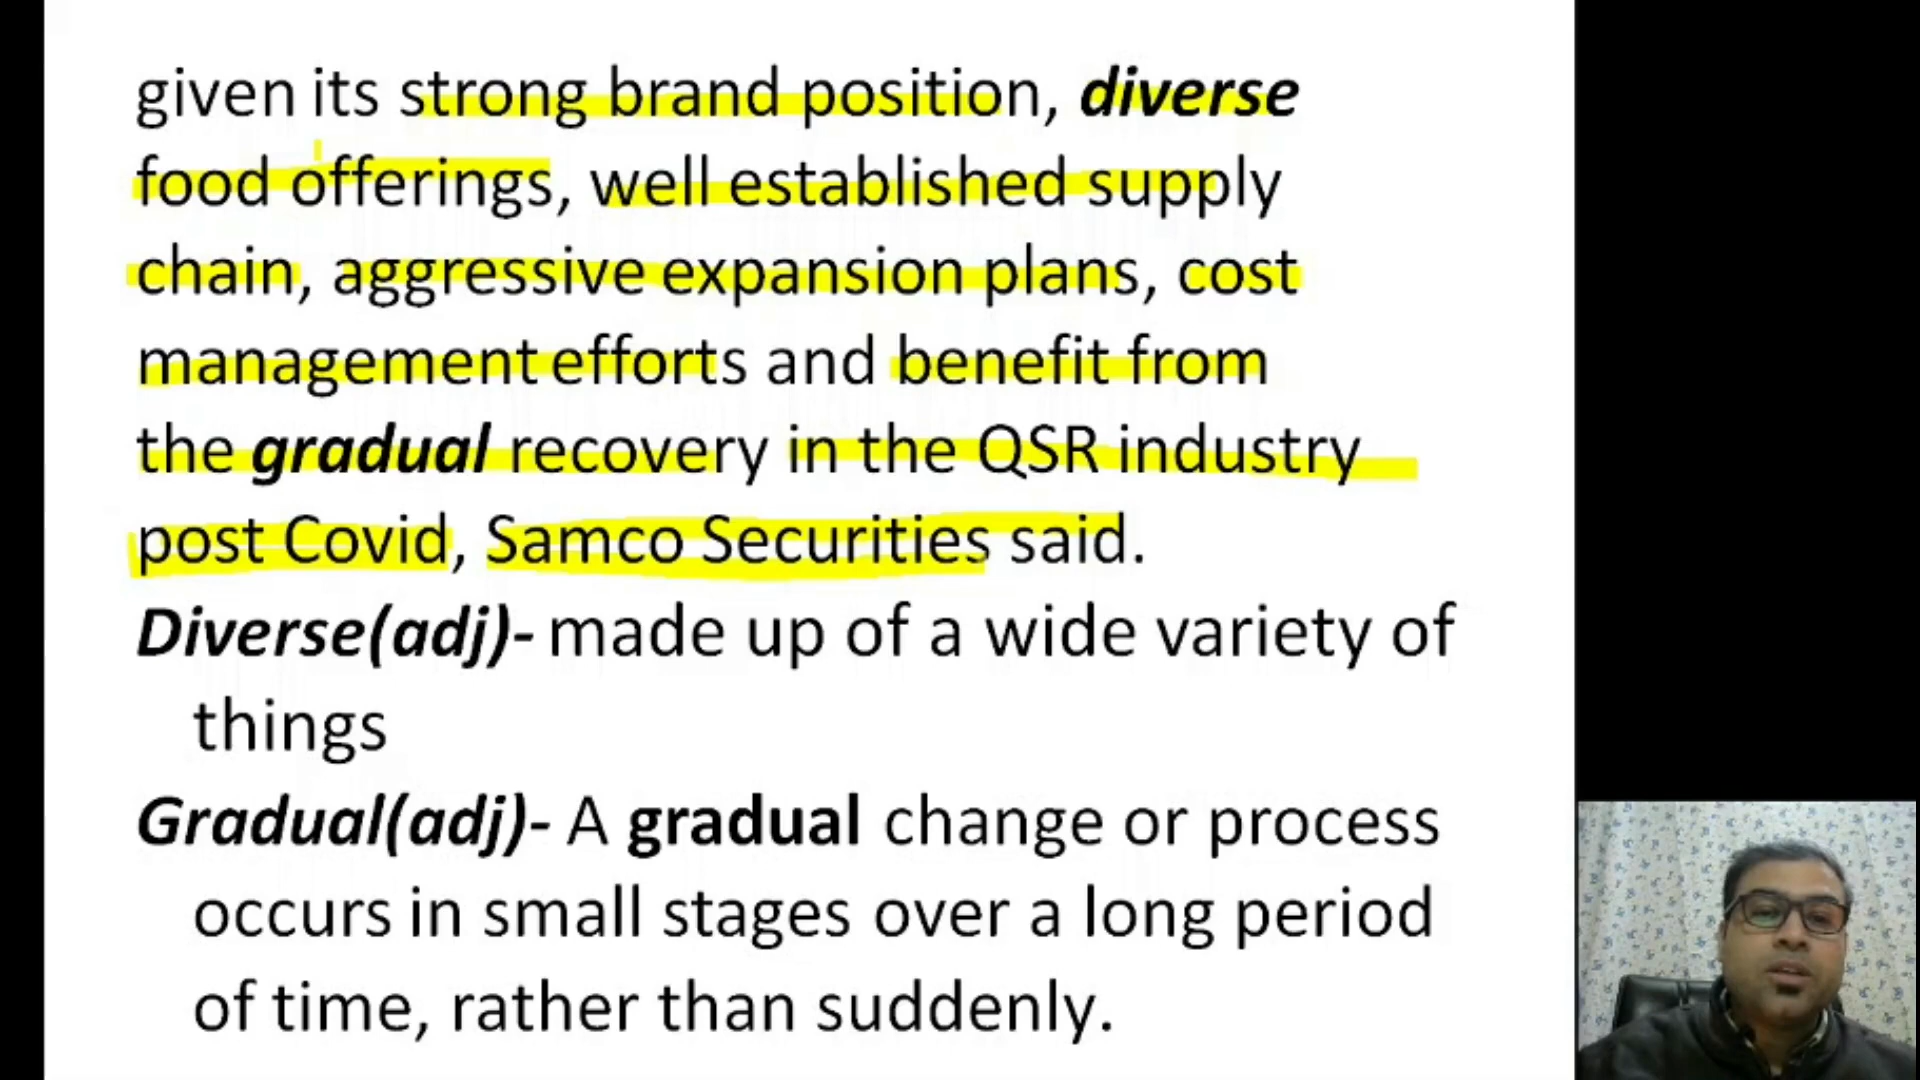 given its strong brand position, diverse
food offerings, well established supply
chain, aggressive expansion plans, cost
management efforts and benefit from
the gradual recovery in the QSR industry
post Covid, Samco Securities said.
Diverse(adj)- made up of a wide variety of
things
Gradual(adj)- A gradual change or process
occurs in small stages over a long period
of time, rather than suddenly.